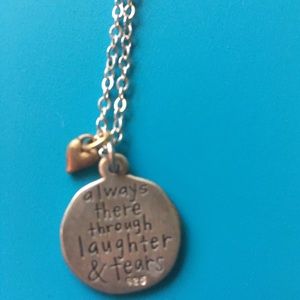 always
there
through
laughter
& tears
925